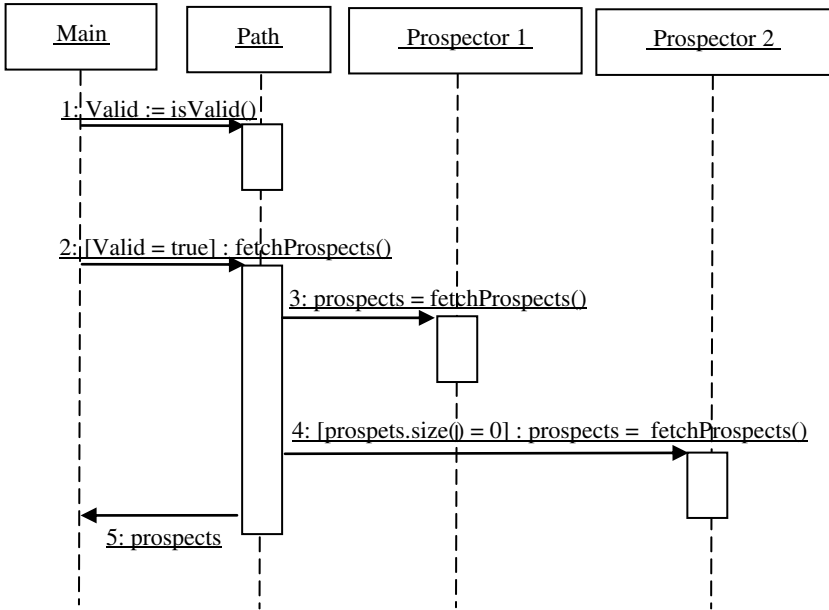 Main
Path
Prospector 1
Prospector 2
1: Valid := isValid()
2: [Valid = true] : fetchProspects()
3: prospects = fetchProspects()
4: [prospets.size() = 0] : prospects = fetchProspects()
5: prospects